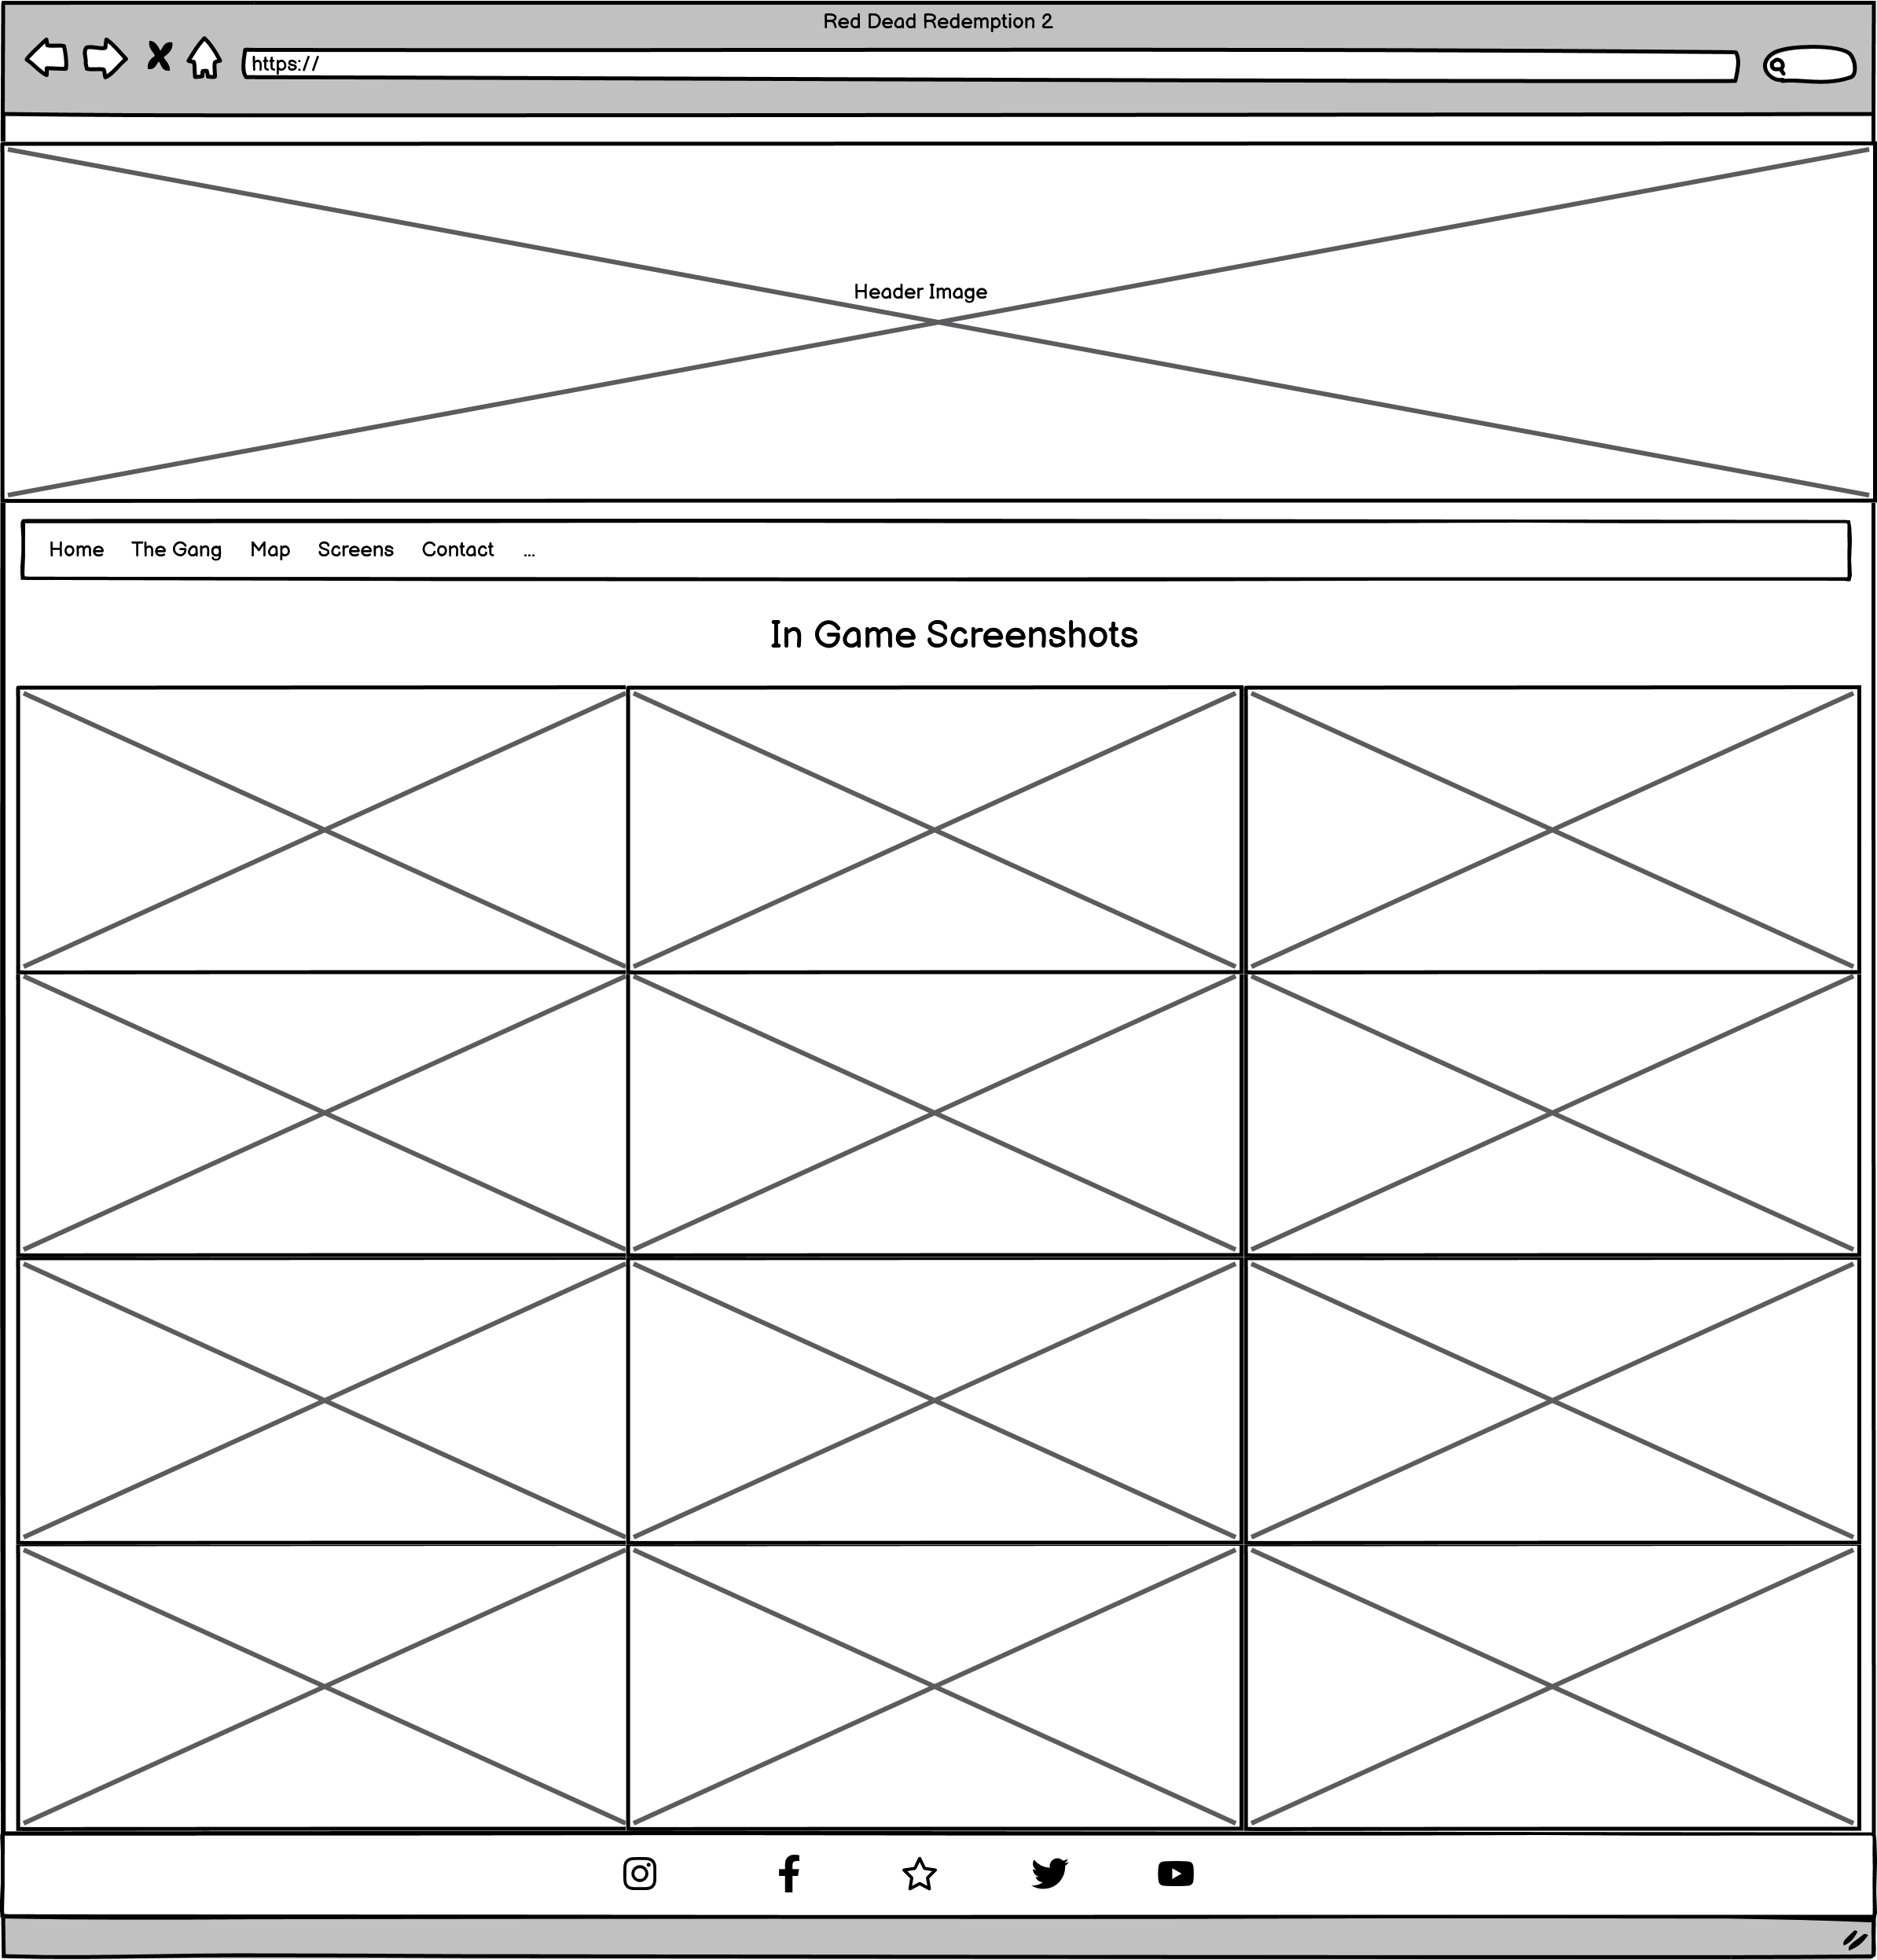 Red Dead Redemption 2
https://
Header Image
Home The Gang Map Screens Contact ...
In Game Screenshots